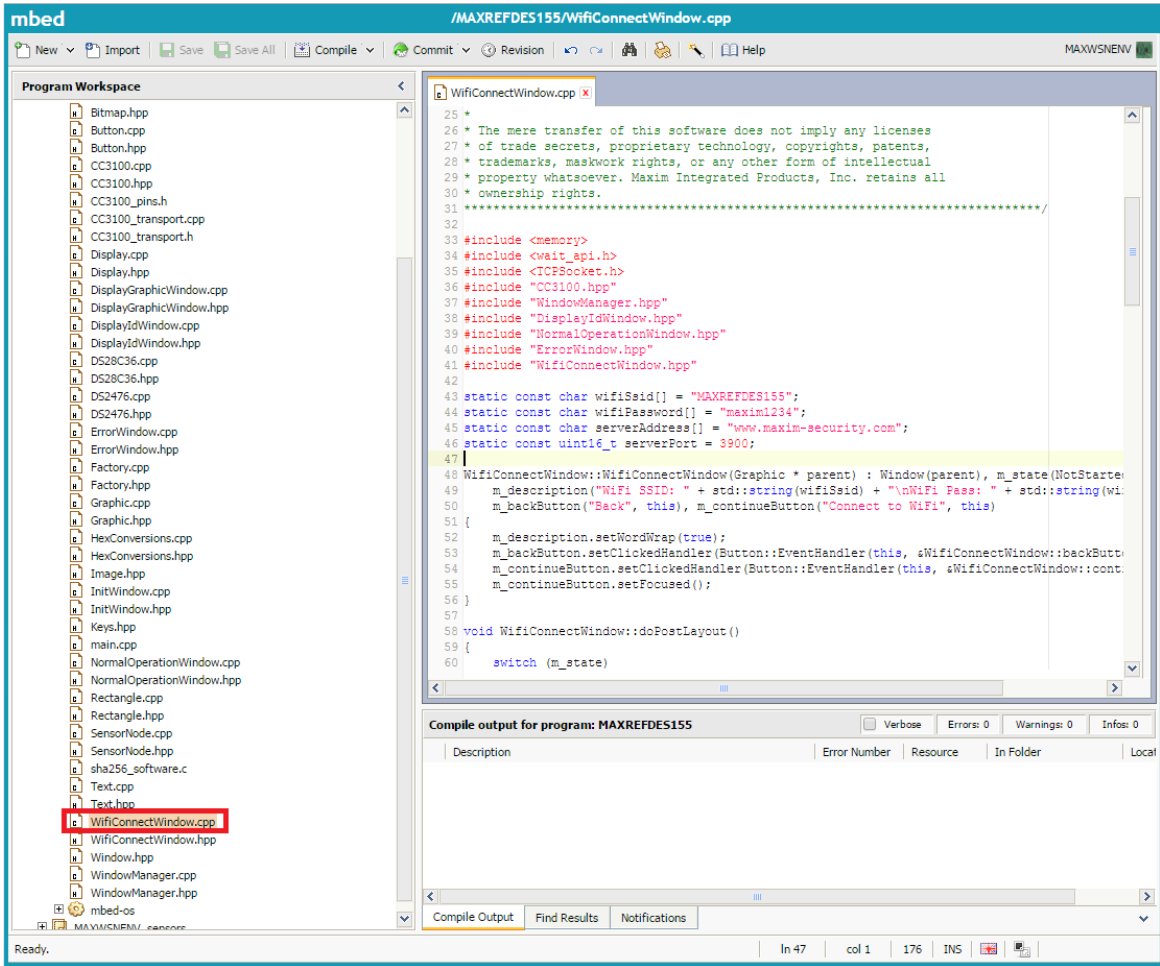 mbed
/MAXREFDES155/WifiConnectWindow.cpp
New Import Save Save All Compile Commit Revision Help MAXWSNENV
Program Workspace
Bitmap.hpp
Button.cpp
Button.hpp
CC3100.cpp
CC3100.hpp
CC3100_pins.h
CC3100_transport.cpp
CC3100_transport.h
Display.cpp
Display.hpp
DisplayGraphicWindow.cpp
DisplayGraphicWindow.hpp
DisplayIdWindow.cpp
DisplayIdWindow.hpp
DS28C36.cpp
DS28C36.hpp
DS2476.cpp
DS2476.hpp
ErrorWindow.cpp
ErrorWindow.hpp
Factory.cpp
Factory.hpp
Graphic.cpp
Graphic.hpp
HexConversions.cpp
HexConversions.hpp
Image.hpp
InitWindow.cpp
InitWindow.hpp
Keys.hpp
main.cpp
NormalOperationWindow.cpp
NormalOperationWindow.hpp
Rectangle.cpp
Rectangle.hpp
SensorNode.cpp
SensorNode.hpp
sha256_software.c
Text.cpp
Text.hpp
WifiConnectWindow.cpp
WifiConnectWindow.hpp
Window.hpp
WindowManager.cpp
WindowManager.hpp
mbed-os
MAXWSNENV_sensors
WifiConnectWindow.cpp x
25 *
26 * The mere transfer of this software does not imply any licenses
27 * of trade secrets, proprietary technology, copyrights, patents,
28 * trademarks, maskwork rights, or any other form of intellectual
29 * property whatsoever. Maxim Integrated Products, Inc. retains all
30 * ownership rights.
31 *******************************************************************************/
32
33 #include <memory>
34 #include <wait_api.h>
35 #include <TCPSocket.h>
36 #include "CC3100.hpp"
37 #include "WindowManager.hpp"
38 #include "DisplayIdWindow.hpp"
39 #include "NormalOperationWindow.hpp"
40 #include "ErrorWindow.hpp"
41 #include "WifiConnectWindow.hpp"
42
43 static const char wifiSsid[] = "MAXREFDES155";
44 static const char wifiPassword[] = "maxim1234";
45 static const char serverAddress[] = "www.maxim-security.com";
46 static const uint16_t serverPort = 3900;
47
48 WifiConnectWindow::WifiConnectWindow(Graphic * parent) : Window(parent), m_state(NotStarte
49 m_description("WiFi SSID: " + std::string(wifiSsid) + "\nWiFi Pass: " + std::string(wi
50 m_backButton("Back", this), m_continueButton("Connect to WiFi", this)
51 {
52 m_description.setWordWrap(true);
53 m_backButton.setClickedHandler(Button::EventHandler(this, &WifiConnectWindow::backButt
54 m_continueButton.setClickedHandler(Button::EventHandler(this, &WifiConnectWindow::cont
55 m_continueButton.setFocused();
56 }
57
58 void WifiConnectWindow::doPostLayout()
59 {
60 switch (m_state)
Compile output for program: MAXREFDES155 Verbose Errors: 0 Warnings: 0 Infos: 0
Description Error Number Resource In Folder Locat
Compile Output Find Results Notifications
Ready. ln 47 col 1 176 INS